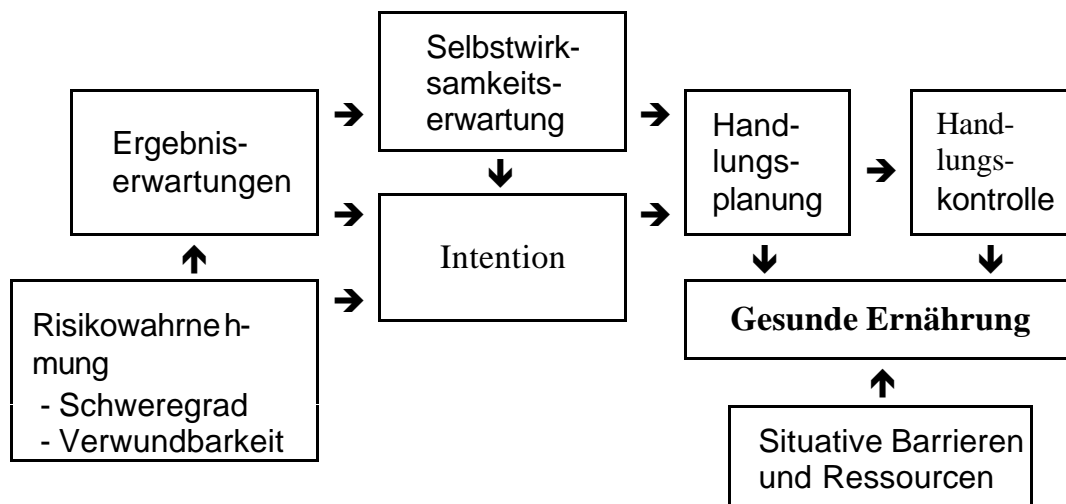 Selbstwirk-
samkeits-
erwartung
Ergebnis-
erwartungen
Hand-
lungs-
planung
Hand-
lungs-
kontrolle
Intention
Risikowahrneh-
mung
- Schweregrad
- Verwundbarkeit
Gesunde Ernährung
Situative Barrieren
und Ressourcen